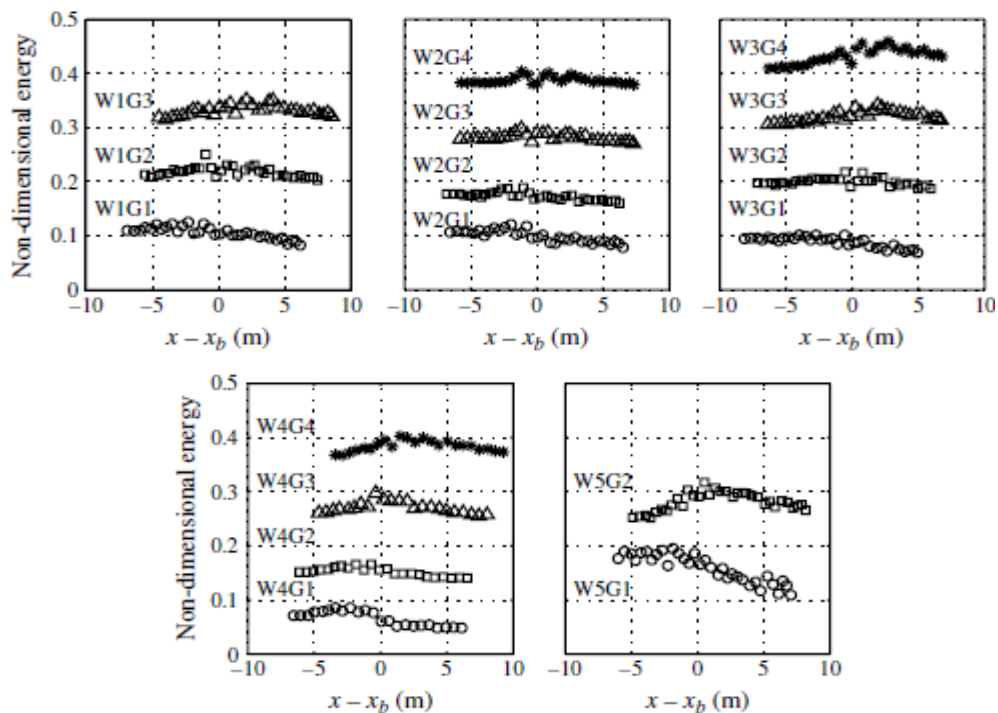 Non-dimensional energy
0.5
0.4
0.3
0.2
0.1
0
W1G3
W1G2
W1G1
–10
–5
0
5
10
x – x_b (m)
W2G4
W2G3
W2G2
W2G1
–10
–5
0
5
10
x – x_b (m)
W3G4
W3G3
W3G2
W3G1
–10
–5
0
5
10
x – x_b (m)
Non-dimensional energy
0.5
0.4
0.3
0.2
0.1
0
W4G4
W4G3
W4G2
W4G1
–10
–5
0
5
10
x – x_b (m)
W5G2
W5G1
–10
–5
0
5
10
x – x_b (m)